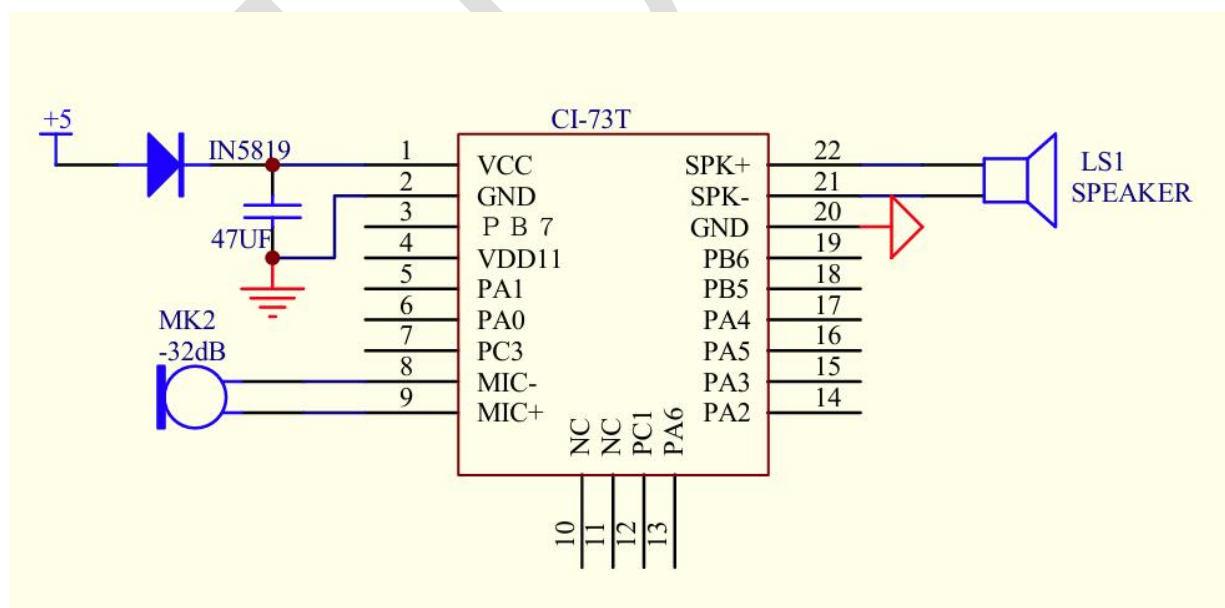 CI-73T
+5
IN5819
47UF
MK2
-32dB
1 VCC
2 GND
3 ＰＢ７
4 VDD11
5 PA1
6 PA0
7 PC3
8 MIC-
9 MIC+
10 NC
11 NC
12 PC1
13 PA6
SPK+ 22
SPK- 21
GND 20
PB6 19
PB5 18
PA4 17
PA5 16
PA3 15
PA2 14
LS1
SPEAKER